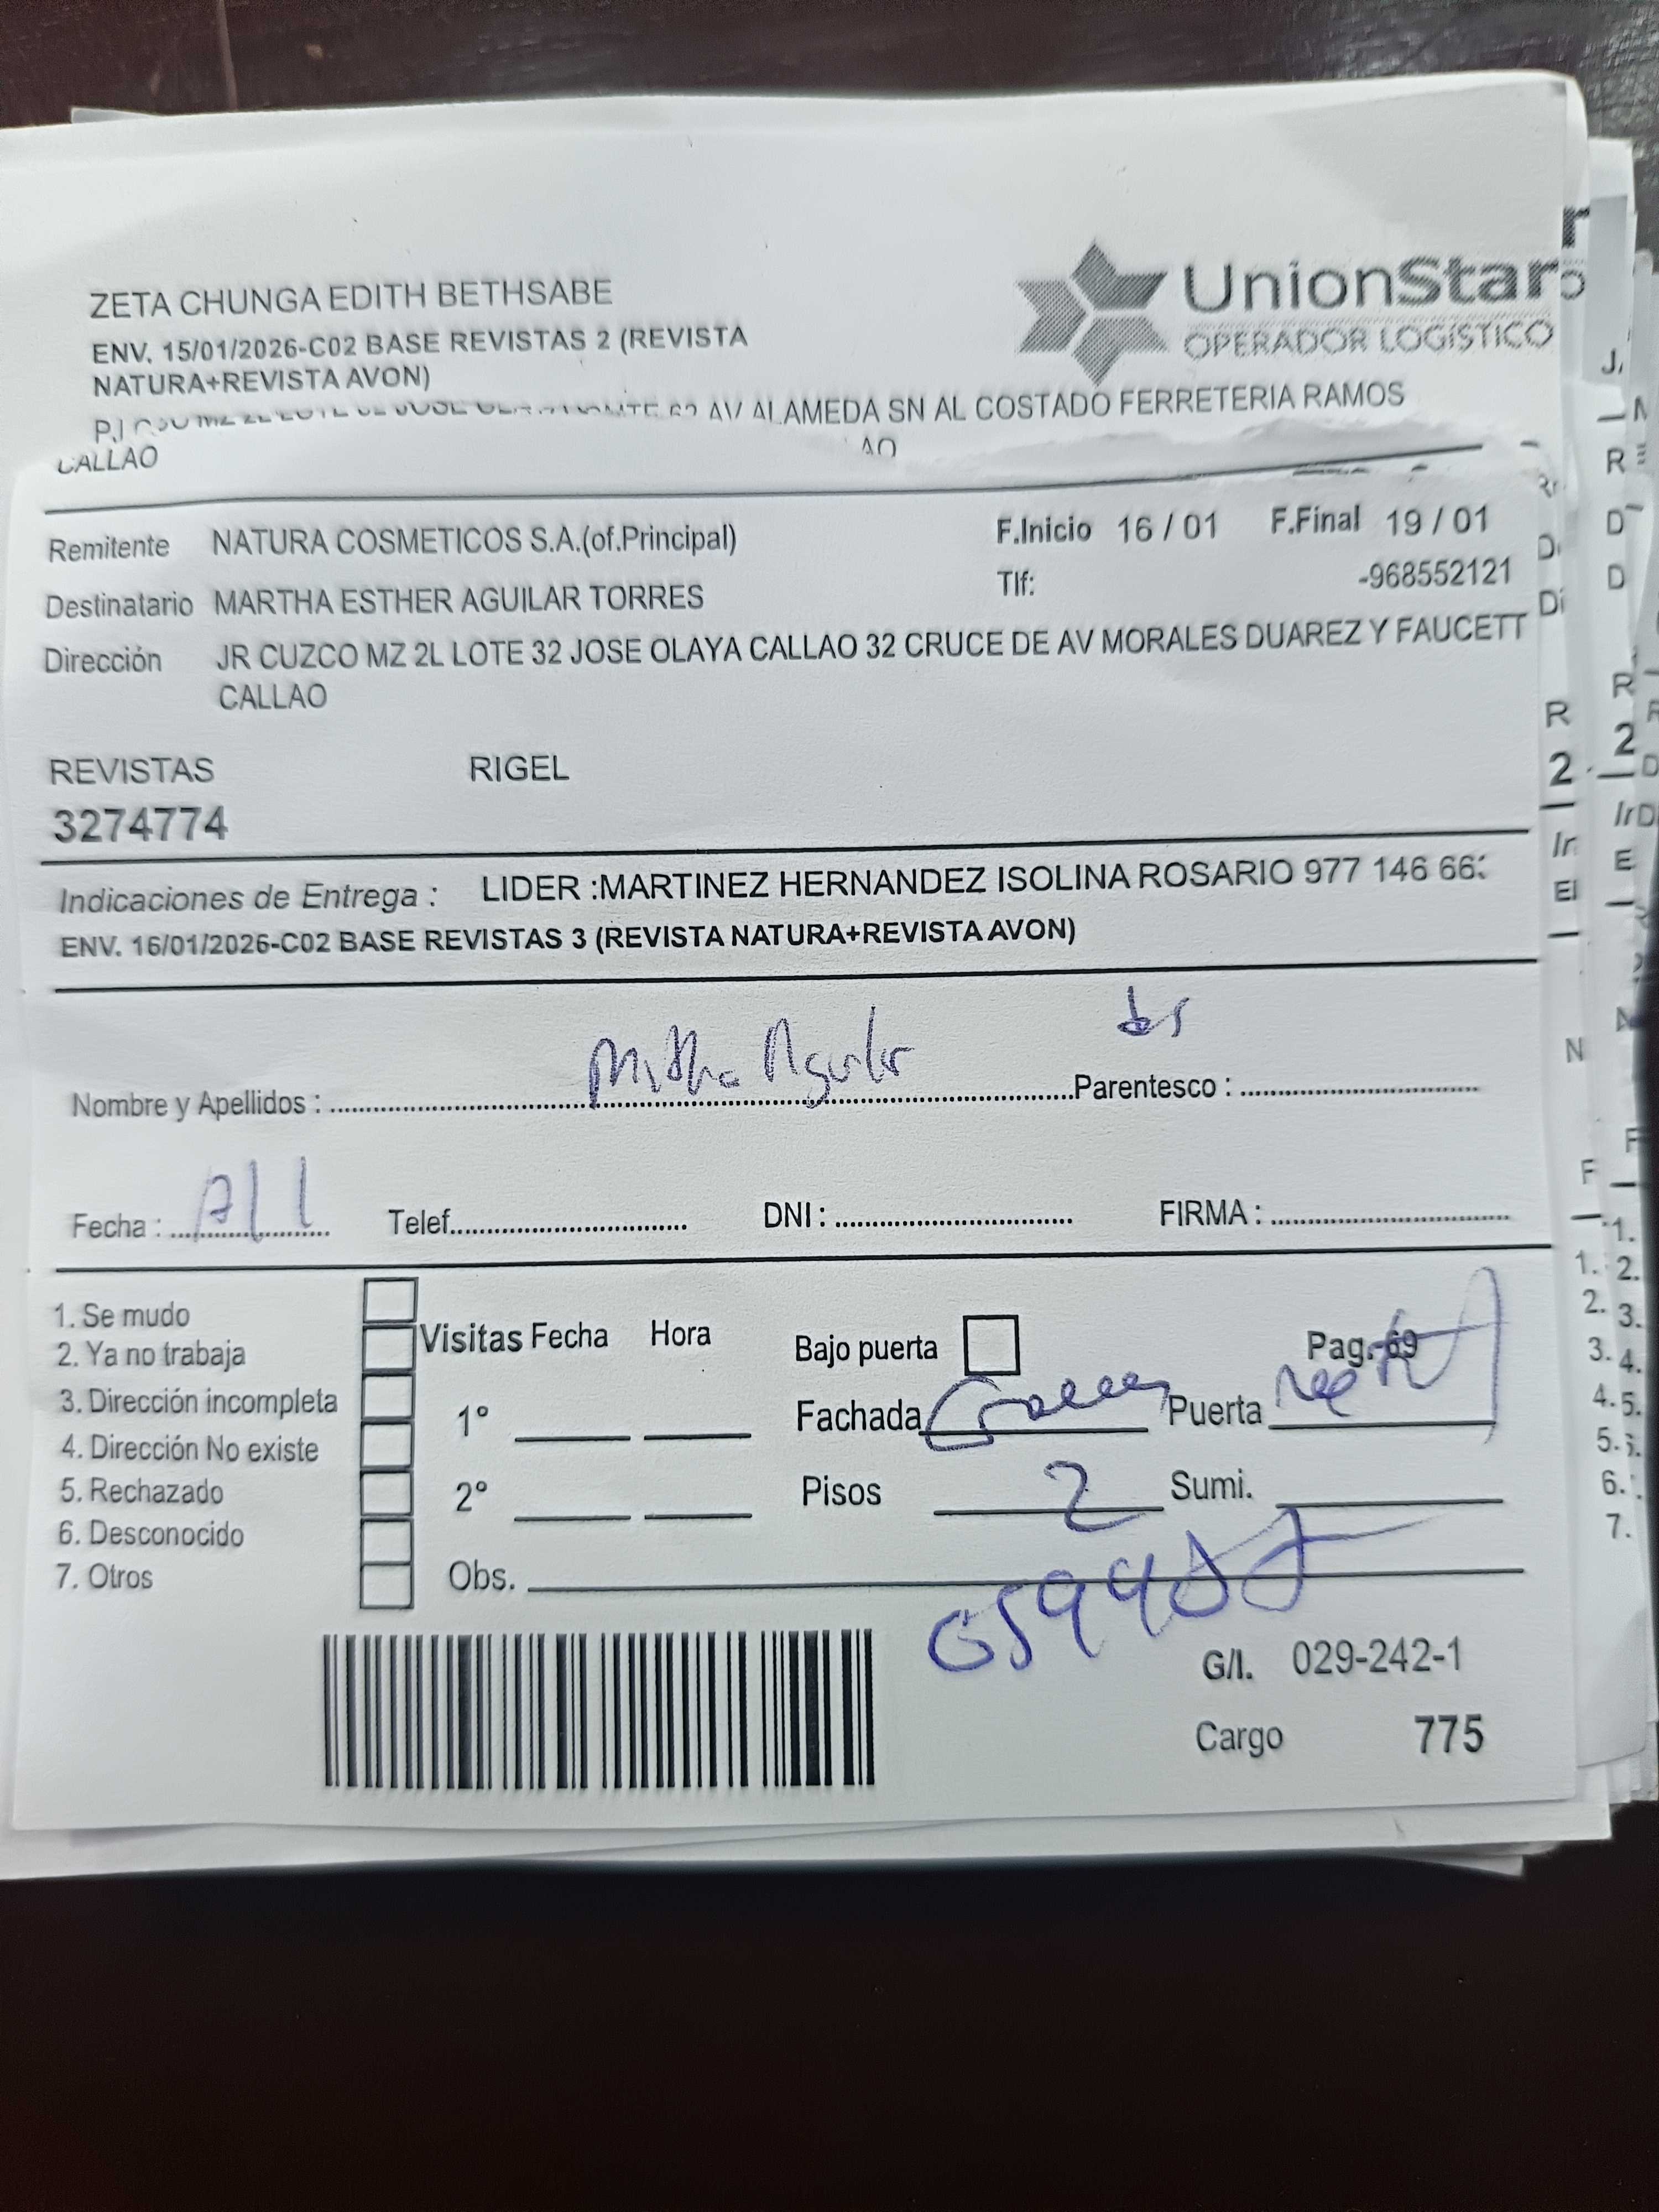 ZETA CHUNGA EDITH BETHSABE
ENV. 15/01/2026-C02 BASE REVISTAS 2 (REVISTA
NATURA+REVISTA AVON)
UnionStar
OPERADOR LOGÍSTICO
AV ALAMEDA SN AL COSTADO FERRETERIA RAMOS
CALLAO
Remitente NATURA COSMETICOS S.A.(of.Principal) F.Inicio 16 / 01 F.Final 19 / 01
Destinatario MARTHA ESTHER AGUILAR TORRES Tlf: -968552121
Dirección JR CUZCO MZ 2L LOTE 32 JOSE OLAYA CALLAO 32 CRUCE DE AV MORALES DUAREZ Y FAUCETT
CALLAO
REVISTAS RIGEL
3274774
Indicaciones de Entrega : LIDER :MARTINEZ HERNANDEZ ISOLINA ROSARIO 977 146 66
ENV. 16/01/2026-C02 BASE REVISTAS 3 (REVISTA NATURA+REVISTA AVON)
Nombre y Apellidos : Aguilar Parentesco :
Fecha : Telef. DNI : FIRMA :
1. Se mudo
2. Ya no trabaja
3. Dirección incompleta
4. Dirección No existe
5. Rechazado
6. Desconocido
7. Otros
Visitas Fecha Hora
1°
2°
Obs.
Bajo puerta Pag.-69
Fachada Puerta
Pisos 2 Sumi.
G/I. 029-242-1
Cargo 775